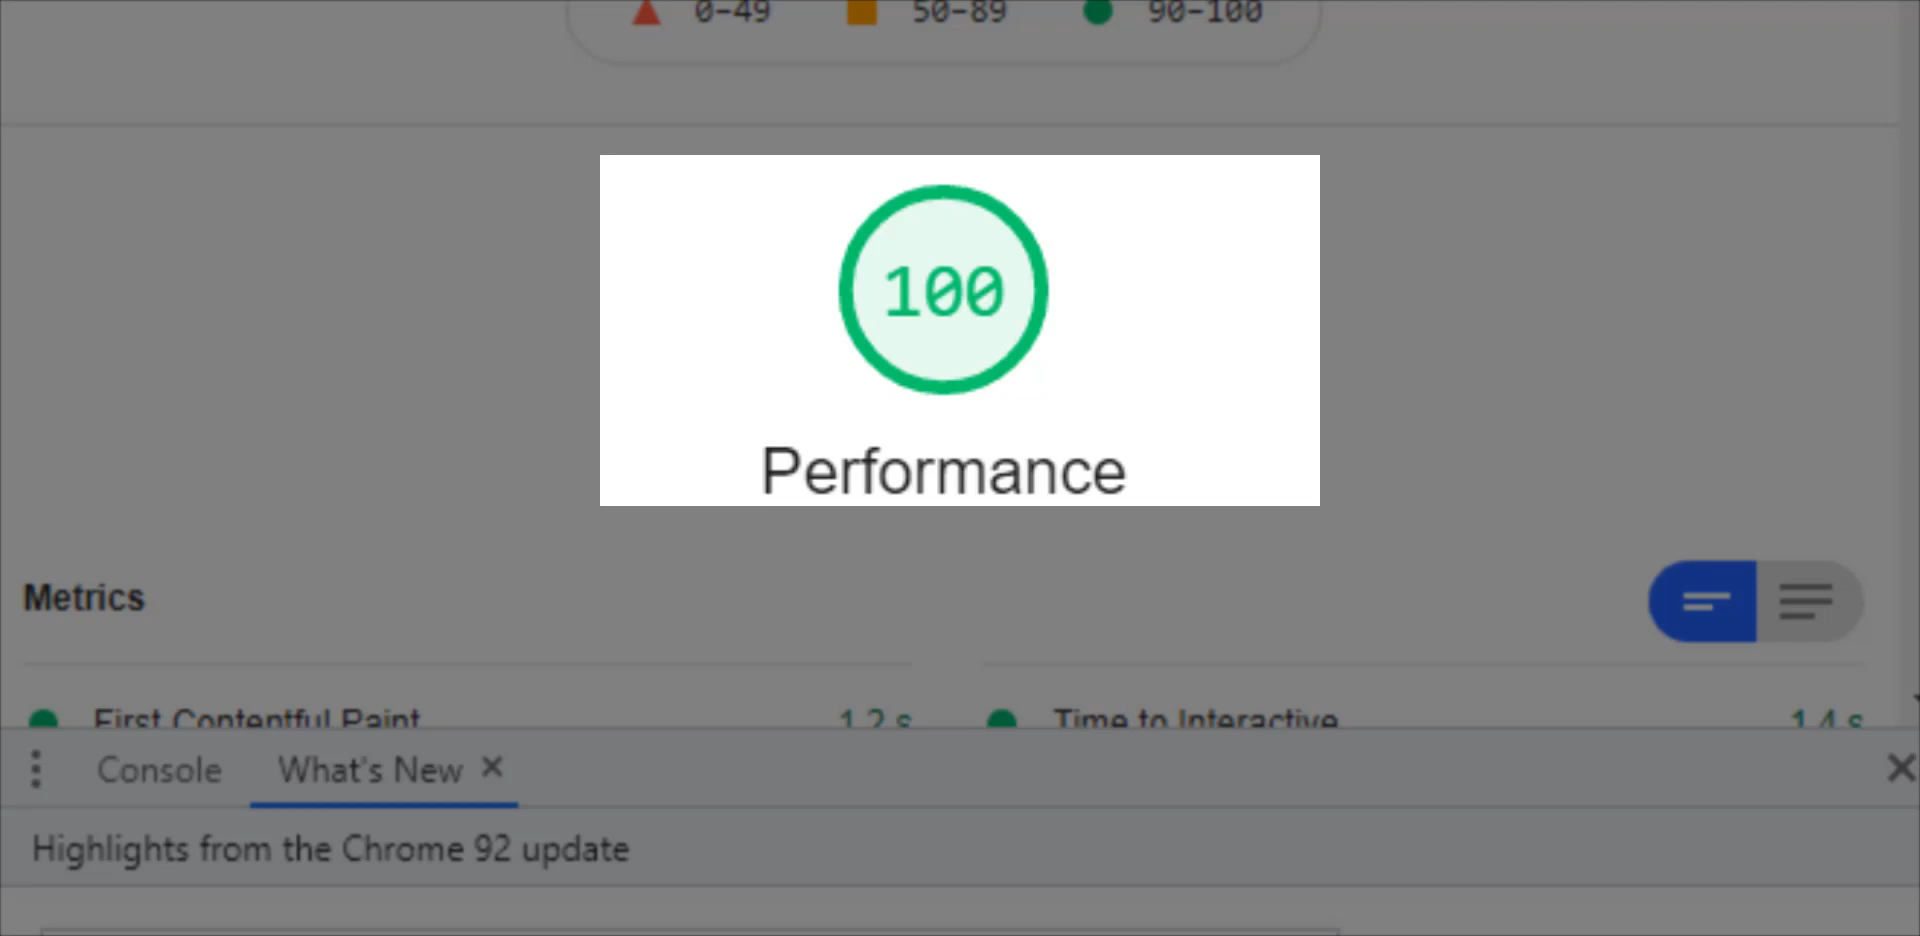 0–49 50–89 90–100
100
Performance
Metrics
First Contentful Paint 1.2 s Time to Interactive 1.4 s
Console What's New
Highlights from the Chrome 92 update